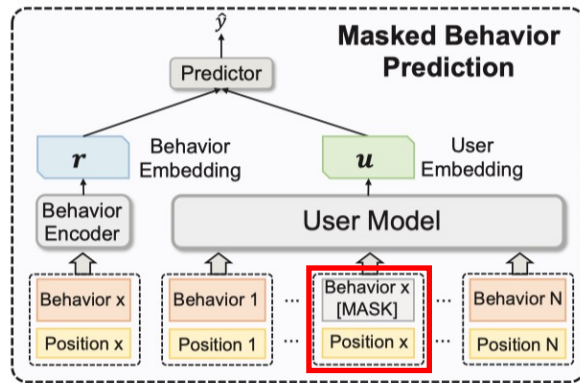 ŷ
Masked Behavior
Prediction
Predictor
r
Behavior
Embedding
u
User
Embedding
Behavior
Encoder
User Model
Behavior x
Position x
Behavior 1
Position 1
...
...
Behavior x
[MASK]
Position x
...
...
Behavior N
Position N